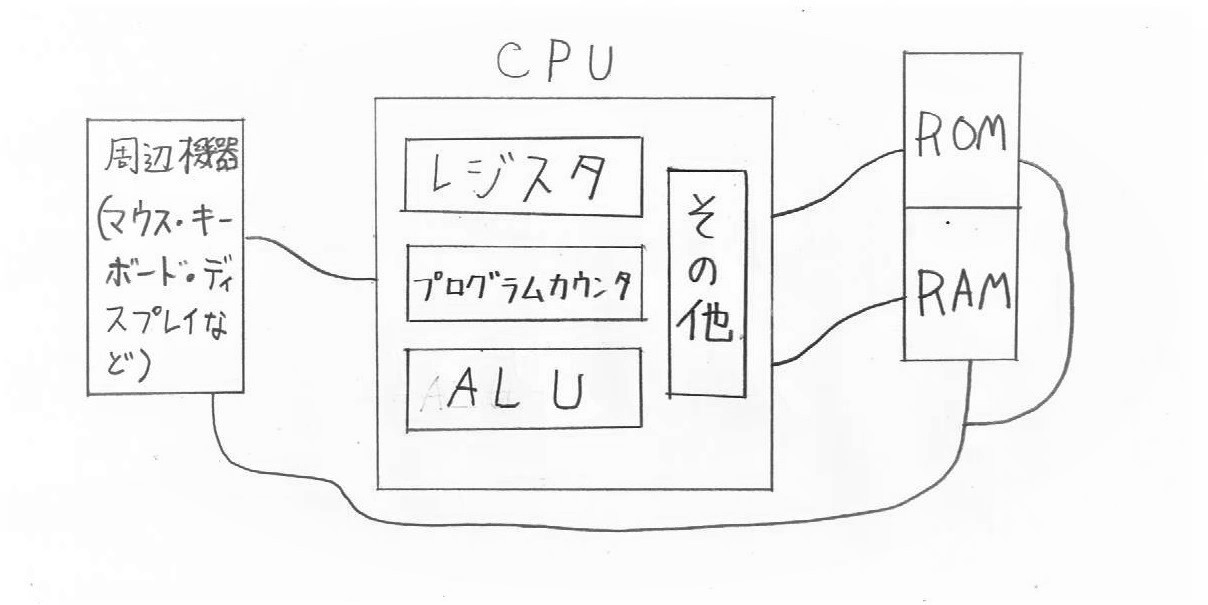 CPU
周辺機器
(マウス・キー
ボード・ディ
スプレイな
ど)
レジスタ
プログラムカウンタ
ALU
その他
ROM
RAM